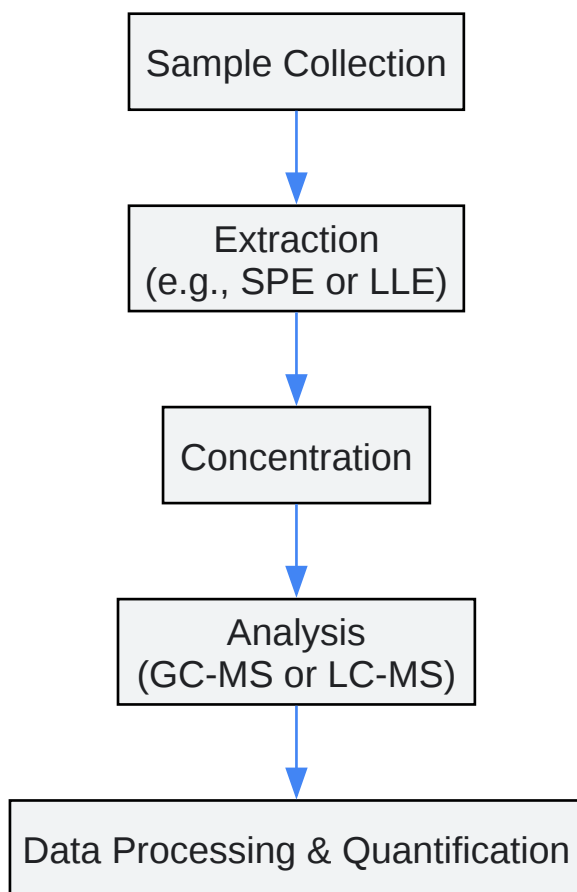 Sample Collection
Extraction
(e.g., SPE or LLE)
Concentration
Analysis
(GC-MS or LC-MS)
Data Processing & Quantification